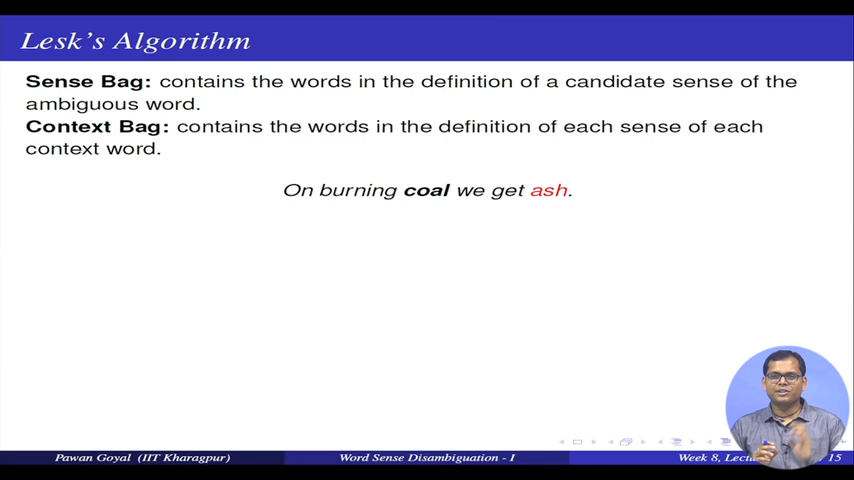 Lesk's Algorithm
Sense Bag: contains the words in the definition of a candidate sense of the
ambiguous word.
Context Bag: contains the words in the definition of each sense of each
context word.
On burning coal we get ash.
Pawan Goyal (IIT Kharagpur)
Word Sense Disambiguation - I
Week 8, 15